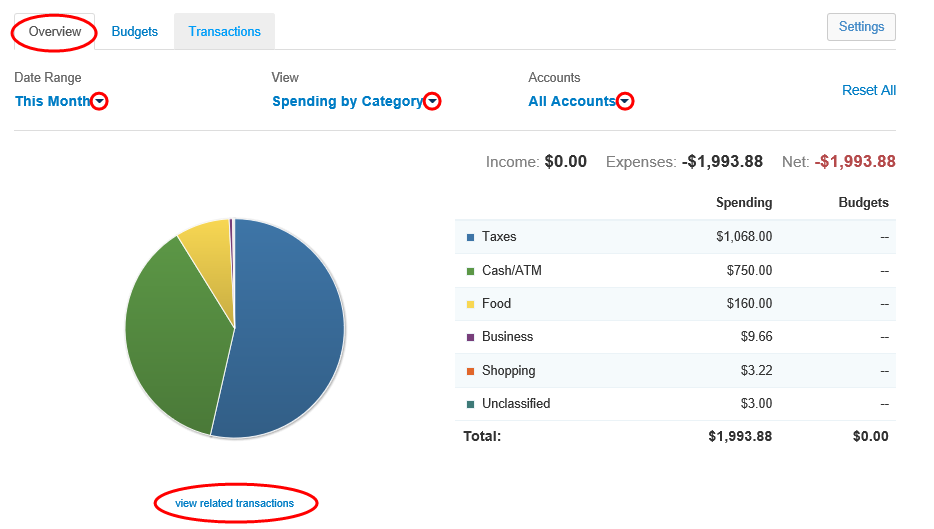 Overview Budgets Transactions Settings
Date Range View Accounts
This Month Spending by Category All Accounts Reset All
Income: $0.00 Expenses: -$1,993.88 Net: -$1,993.88
Spending Budgets
Taxes $1,068.00 --
Cash/ATM $750.00 --
Food $160.00 --
Business $9.66 --
Shopping $3.22 --
Unclassified $3.00 --
Total: $1,993.88 $0.00
view related transactions